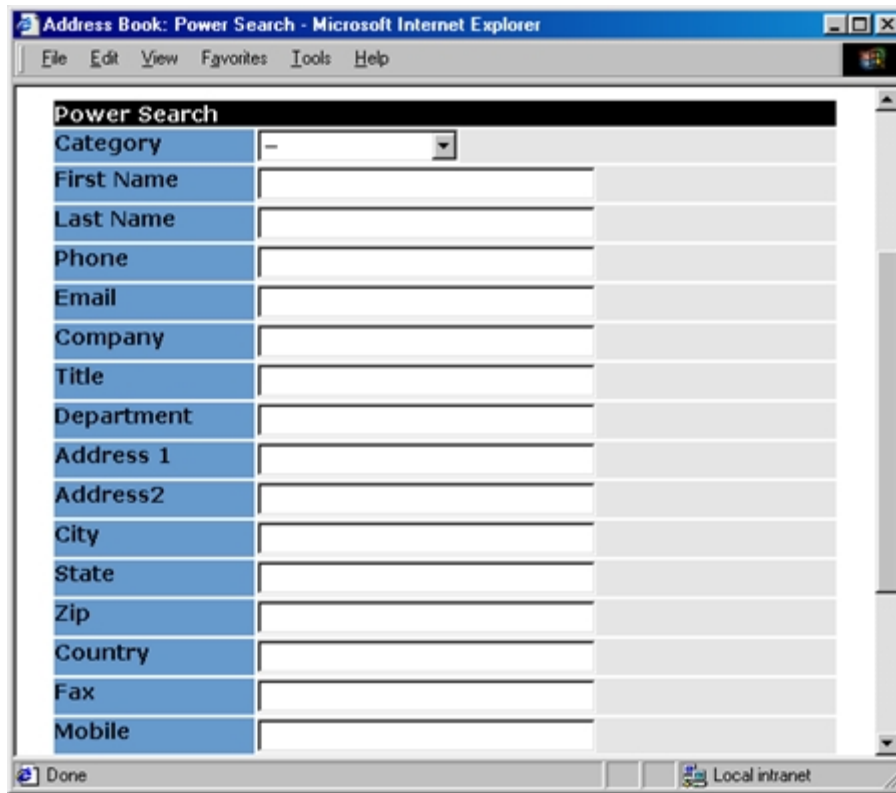 Address Book: Power Search - Microsoft Internet Explorer
File Edit View Favorites Tools Help
Power Search
Category --
First Name
Last Name
Phone
Email
Company
Title
Department
Address 1
Address2
City
State
Zip
Country
Fax
Mobile
Done Local intranet